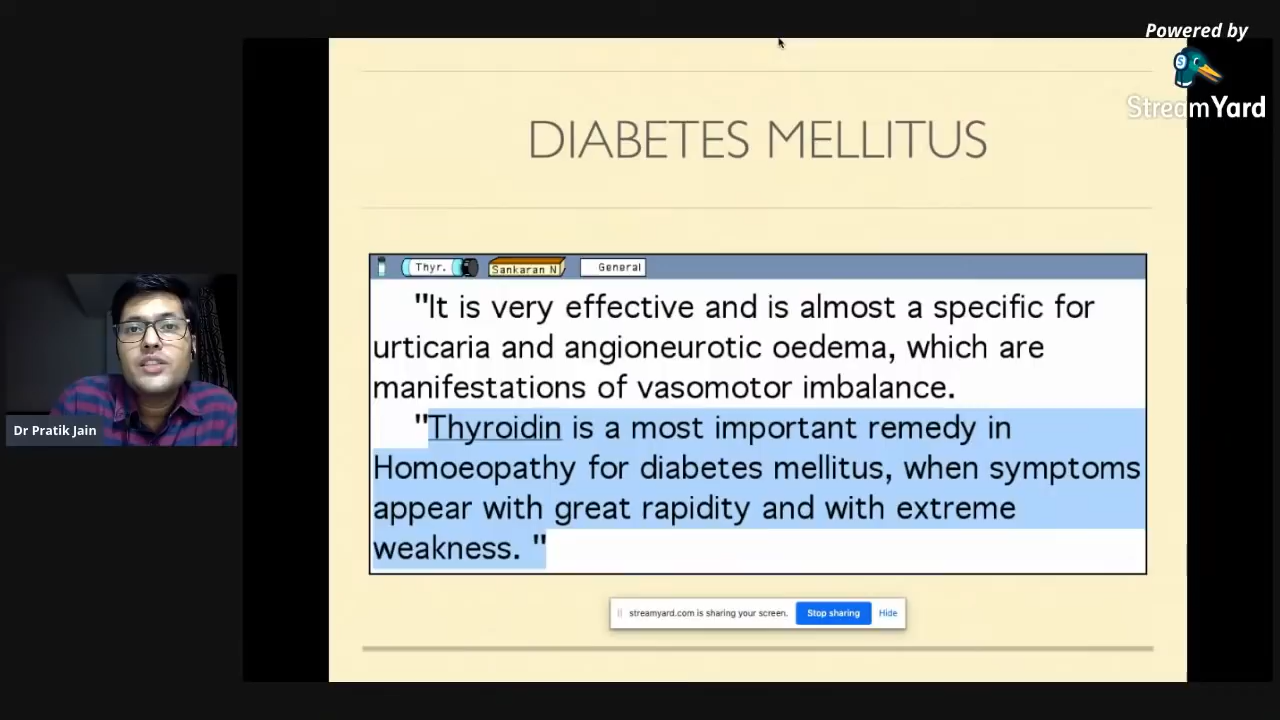 Powered by
StreamYard
DIABETES MELLITUS
Thyr. Sankaran N General
"It is very effective and is almost a specific for
urticaria and angioneurotic oedema, which are
manifestations of vasomotor imbalance.
"Thyroidin is a most important remedy in
Homoeopathy for diabetes mellitus, when symptoms
appear with great rapidity and with extreme
weakness. "
Dr Pratik Jain
streamyard.com is sharing your screen. Stop sharing Hide